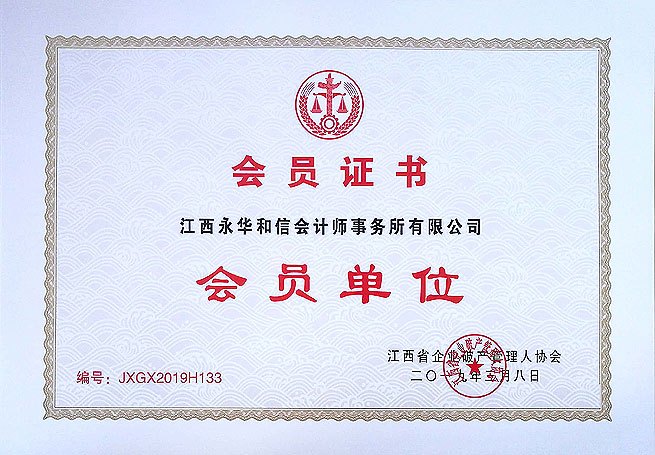 会员证书
江西永华和信会计师事务所有限公司
会员单位
江西省企业破产管理人协会
二〇一九年三月八日
编号：JXGX2019H133